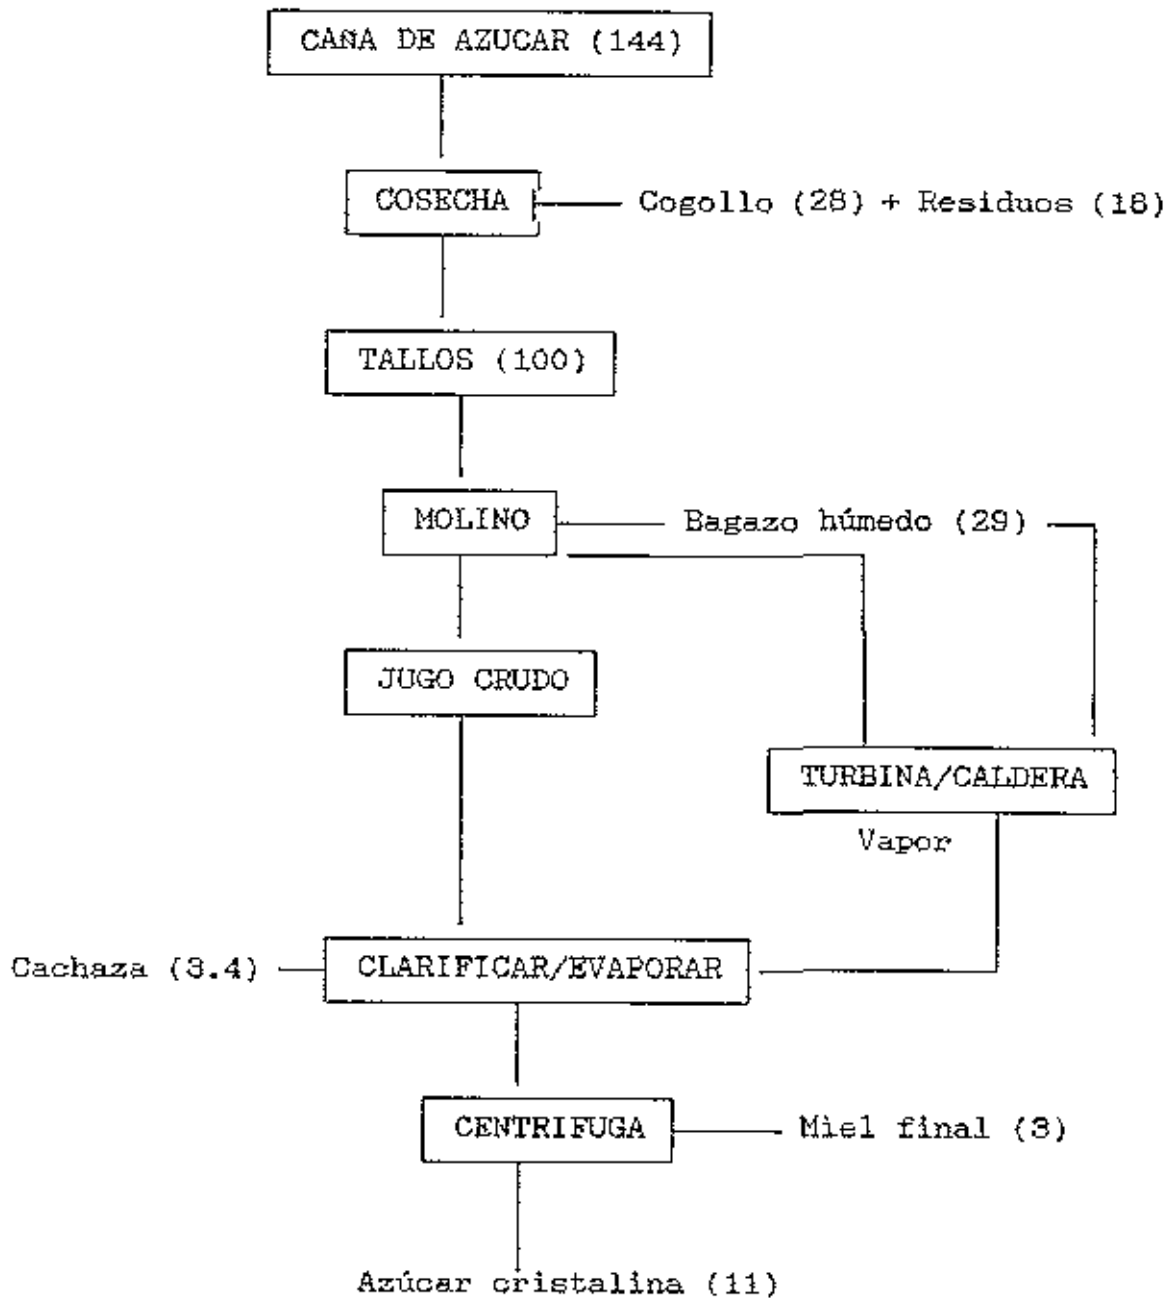 CAÑA DE AZUCAR (144)
COSECHA
Cogollo (28) + Residuos (18)
TALLOS (100)
MOLINO
Bagazo húmedo (29)
JUGO CRUDO
TURBINA/CALDERA
Vapor
Cachaza (3.4)
CLARIFICAR/EVAPORAR
CENTRIFUGA
Miel final (3)
Azúcar cristalina (11)